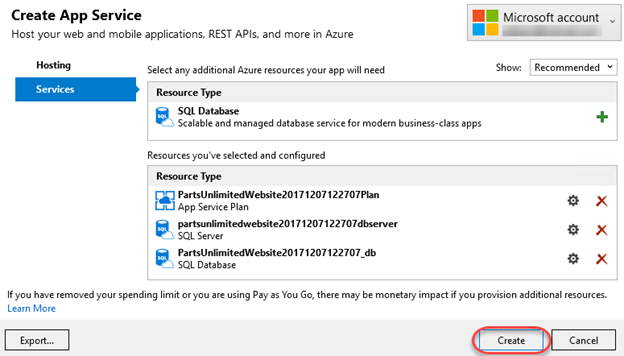 Create App Service
Host your web and mobile applications, REST APIs, and more in Azure
Microsoft account
Hosting
Services
Select any additional Azure resources your app will need
Show: Recommended
Resource Type
SQL Database
Scalable and managed database service for modern business-class apps
Resources you've selected and configured
Resource Type
PartsUnlimitedWebsite20171207122707Plan
App Service Plan
partsunlimitedwebsite20171207122707dbserver
SQL Server
PartsUnlimitedWebsite20171207122707_db
SQL Database
If you have removed your spending limit or you are using Pay as You Go, there may be monetary impact if you provision additional resources.
Learn More
Export...
Create
Cancel